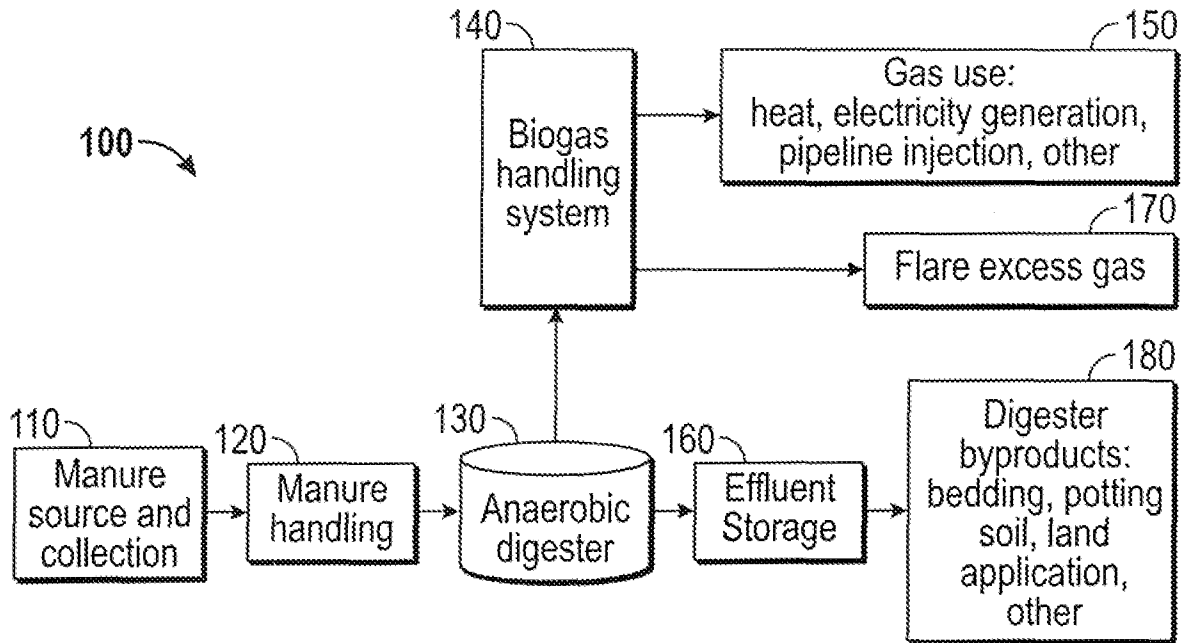 140
150
Gas use:
heat, electricity generation,
pipeline injection, other
100
Biogas
handling
system
170
Flare excess gas
180
Digester
byproducts:
bedding, potting
soil, land
application,
other
110
Manure
source and
collection
120
Manure
handling
130
Anaerobic
digester
160
Effluent
Storage